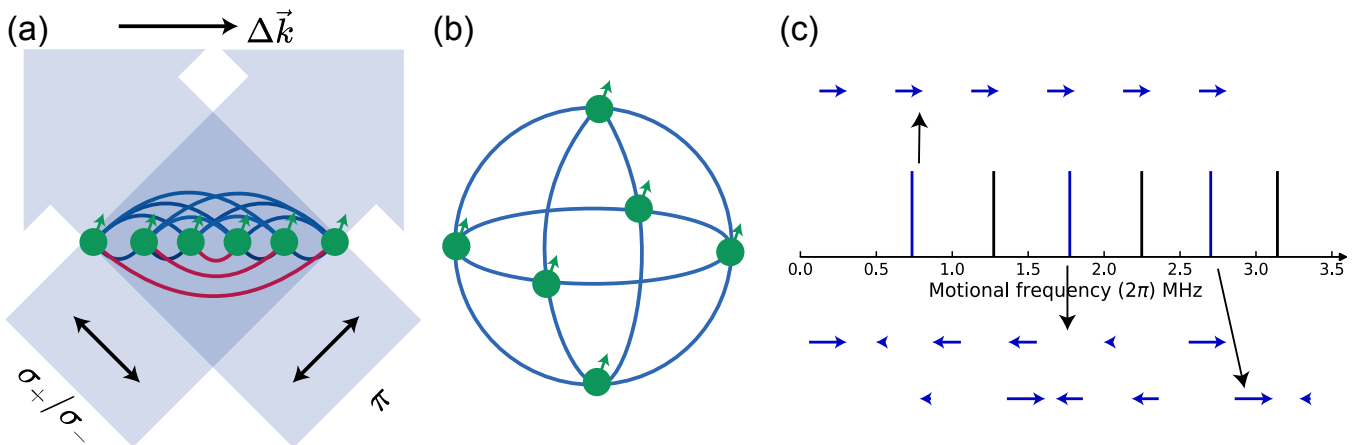 (a)
Δk⃗
σ₊/σ₋
π
(b)
(c)
0.0 0.5 1.0 1.5 2.0 2.5 3.0 3.5
Motional frequency (2π) MHz